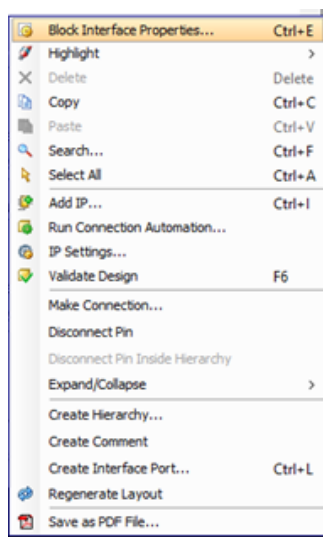 Block Interface Properties... Ctrl+E
Highlight
Delete Delete
Copy Ctrl+C
Paste Ctrl+V
Search... Ctrl+F
Select All Ctrl+A
Add IP... Ctrl+I
Run Connection Automation...
IP Settings...
Validate Design F6
Make Connection...
Disconnect Pin
Disconnect Pin Inside Hierarchy
Expand/Collapse
Create Hierarchy...
Create Comment
Create Interface Port... Ctrl+L
Regenerate Layout
Save as PDF File...